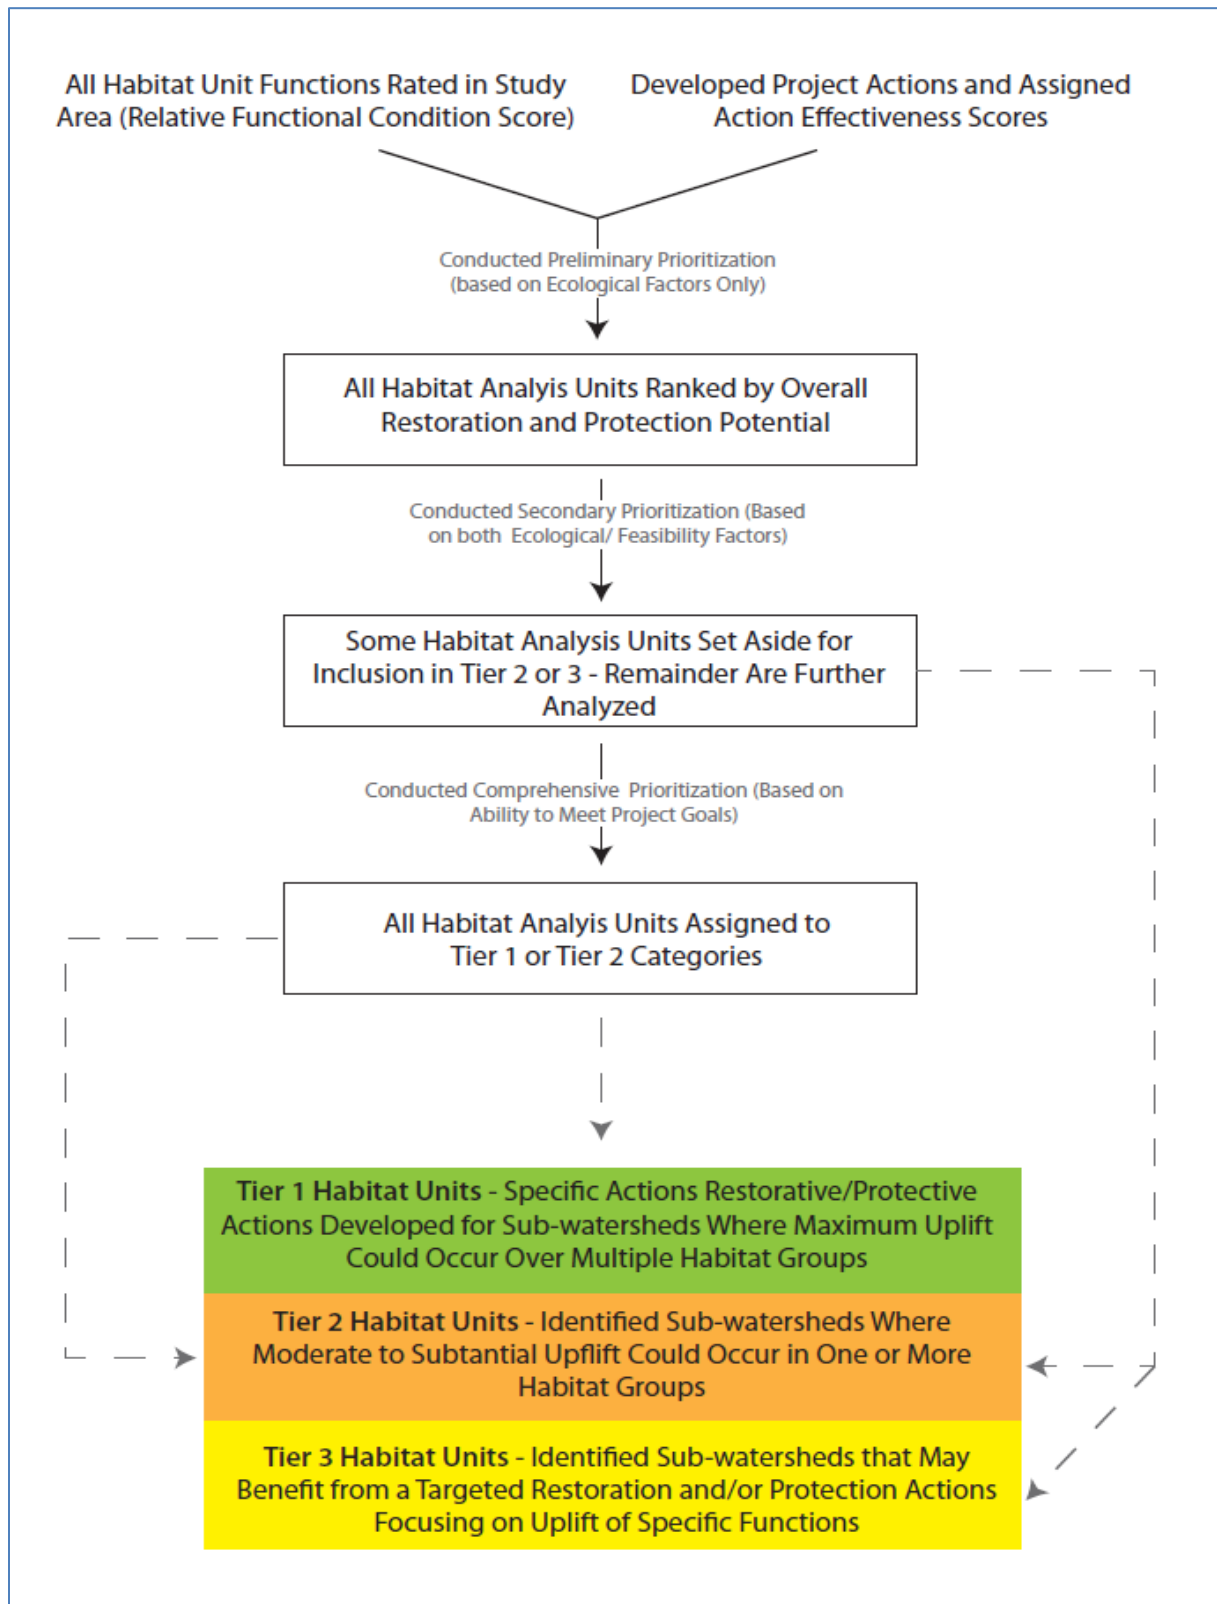 All Habitat Unit Functions Rated in Study
Area (Relative Functional Condition Score)
Developed Project Actions and Assigned
Action Effectiveness Scores
Conducted Preliminary Prioritization
(based on Ecological Factors Only)
All Habitat Analyis Units Ranked by Overall
Restoration and Protection Potential
Conducted Secondary Prioritization (Based
on both Ecological/ Feasibility Factors)
Some Habitat Analysis Units Set Aside for
Inclusion in Tier 2 or 3 - Remainder Are Further
Analyzed
Conducted Comprehensive Prioritization (Based on
Ability to Meet Project Goals)
All Habitat Analyis Units Assigned to
Tier 1 or Tier 2 Categories
Tier 1 Habitat Units - Specific Actions Restorative/Protective
Actions Developed for Sub-watersheds Where Maximum Uplift
Could Occur Over Multiple Habitat Groups
Tier 2 Habitat Units - Identified Sub-watersheds Where
Moderate to Subtantial Upflift Could Occur in One or More
Habitat Groups
Tier 3 Habitat Units - Identified Sub-watersheds that May
Benefit from a Targeted Restoration and/or Protection Actions
Focusing on Uplift of Specific Functions